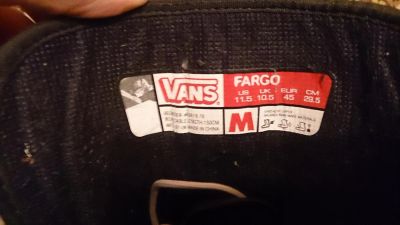 VANS
FARGO
US UK EUR CM
11.5 10.5 45 29.5
M
MADE IN CHINA